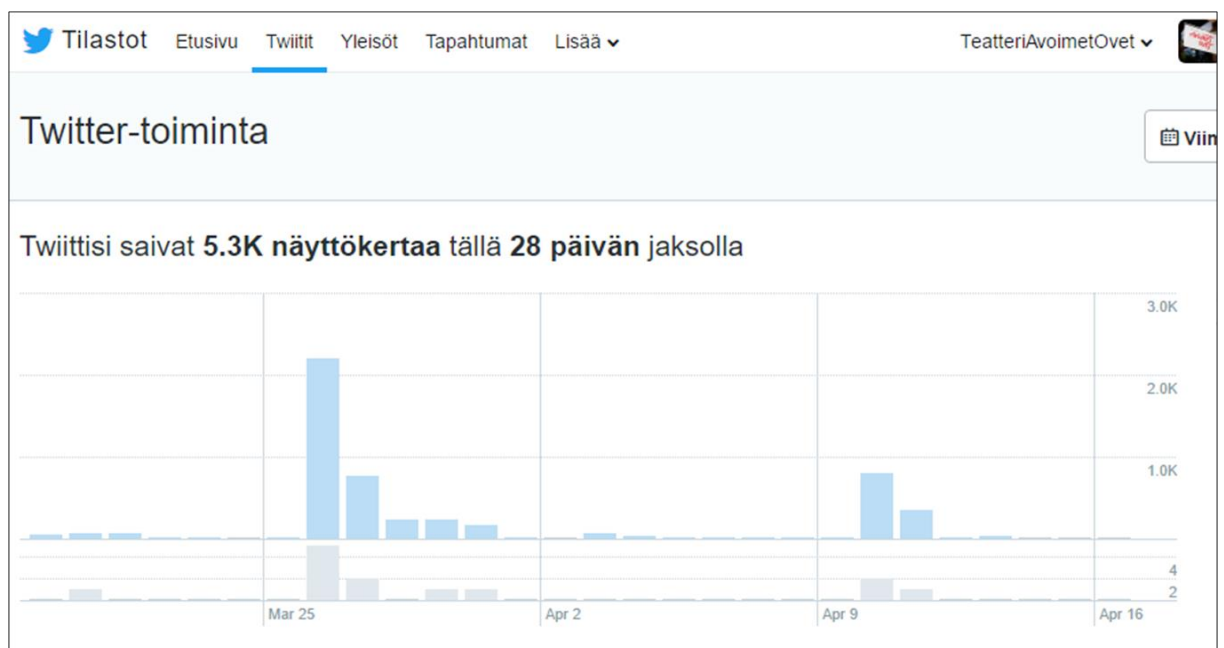 Tilastot Etusivu Twiitit Yleisöt Tapahtumat Lisää TeatteriAvoimetOvet
Twitter-toiminta
Twiittisi saivat 5.3K näyttökertaa tällä 28 päivän jaksolla
3.0K
2.0K
1.0K
4
2
Mar 25 Apr 2 Apr 9 Apr 16